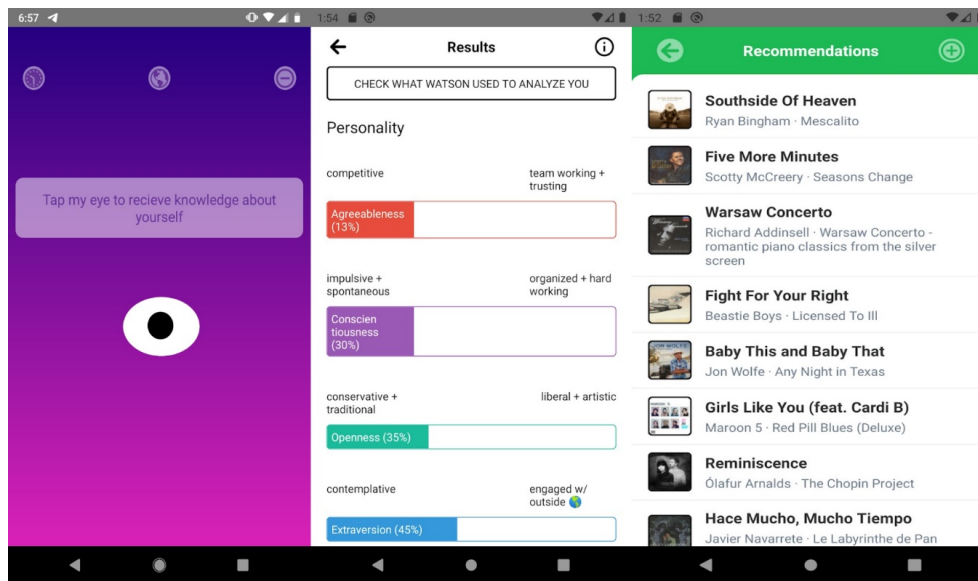 6:57
Tap my eye to recieve knowledge about
yourself
1:54
Results
CHECK WHAT WATSON USED TO ANALYZE YOU
Personality
competitive
team working +
trusting
Agreeableness
(13%)
impulsive +
spontaneous
organized + hard
working
Conscien
tiousness
(30%)
conservative +
traditional
liberal + artistic
Openness (35%)
contemplative
engaged w/
outside 🌎
Extraversion (45%)
1:52
Recommendations
Southside Of Heaven
Ryan Bingham · Mescalito
Five More Minutes
Scotty McCreery · Seasons Change
Warsaw Concerto
Richard Addinsell · Warsaw Concerto -
romantic piano classics from the silver
screen
Fight For Your Right
Beastie Boys · Licensed To Ill
Baby This and Baby That
Jon Wolfe · Any Night in Texas
Girls Like You (feat. Cardi B)
Maroon 5 · Red Pill Blues (Deluxe)
Reminiscence
Ólafur Arnalds · The Chopin Project
Hace Mucho, Mucho Tiempo
Javier Navarrete · Le Labyrinthe de Pan